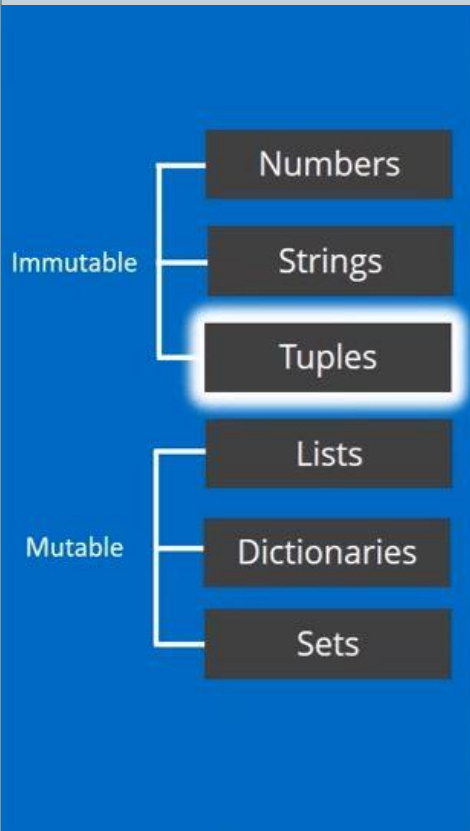 Immutable
Numbers
Strings
Tuples
Mutable
Lists
Dictionaries
Sets